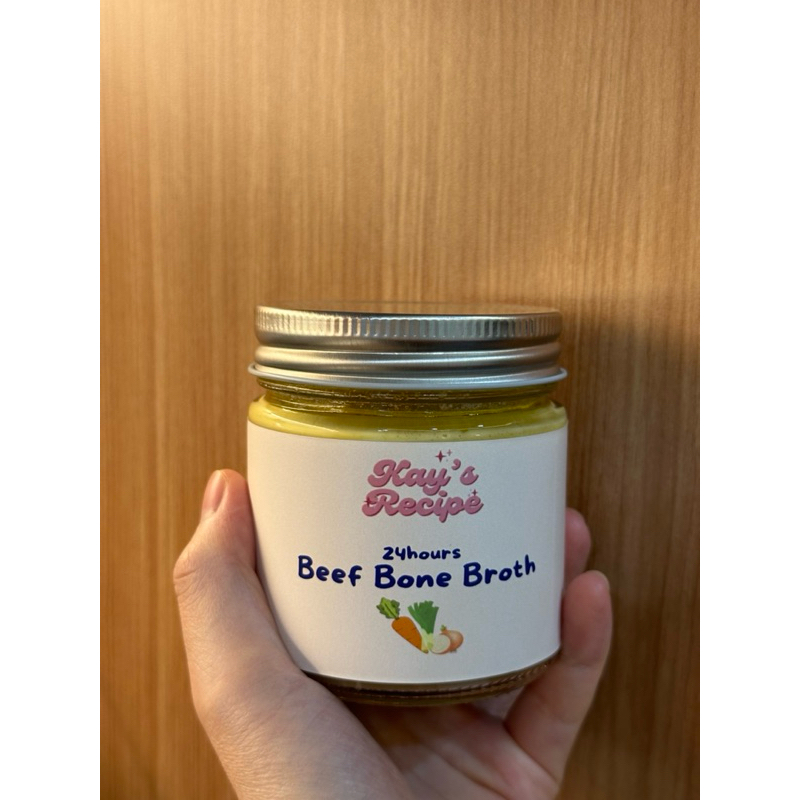 Kay's
Recipe
24hours
Beef Bone Broth